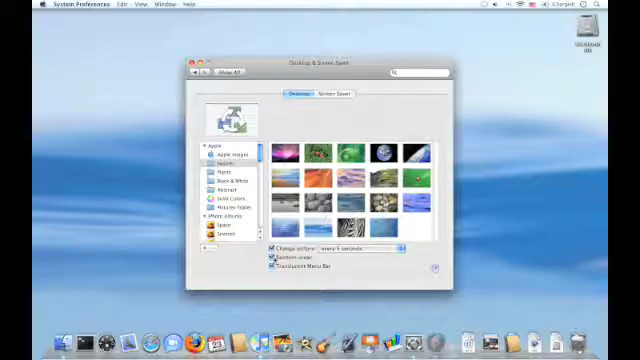 System Preferences Edit View Window Help
Desktop & Screen Saver
Show All
Desktop Screen Saver
Apple
Apple Images
Nature
Plants
Black & White
Abstract
Solid Colors
Pictures Folder
iPhoto Albums
Change picture: every 5 seconds
Random order
Translucent Menu Bar
23